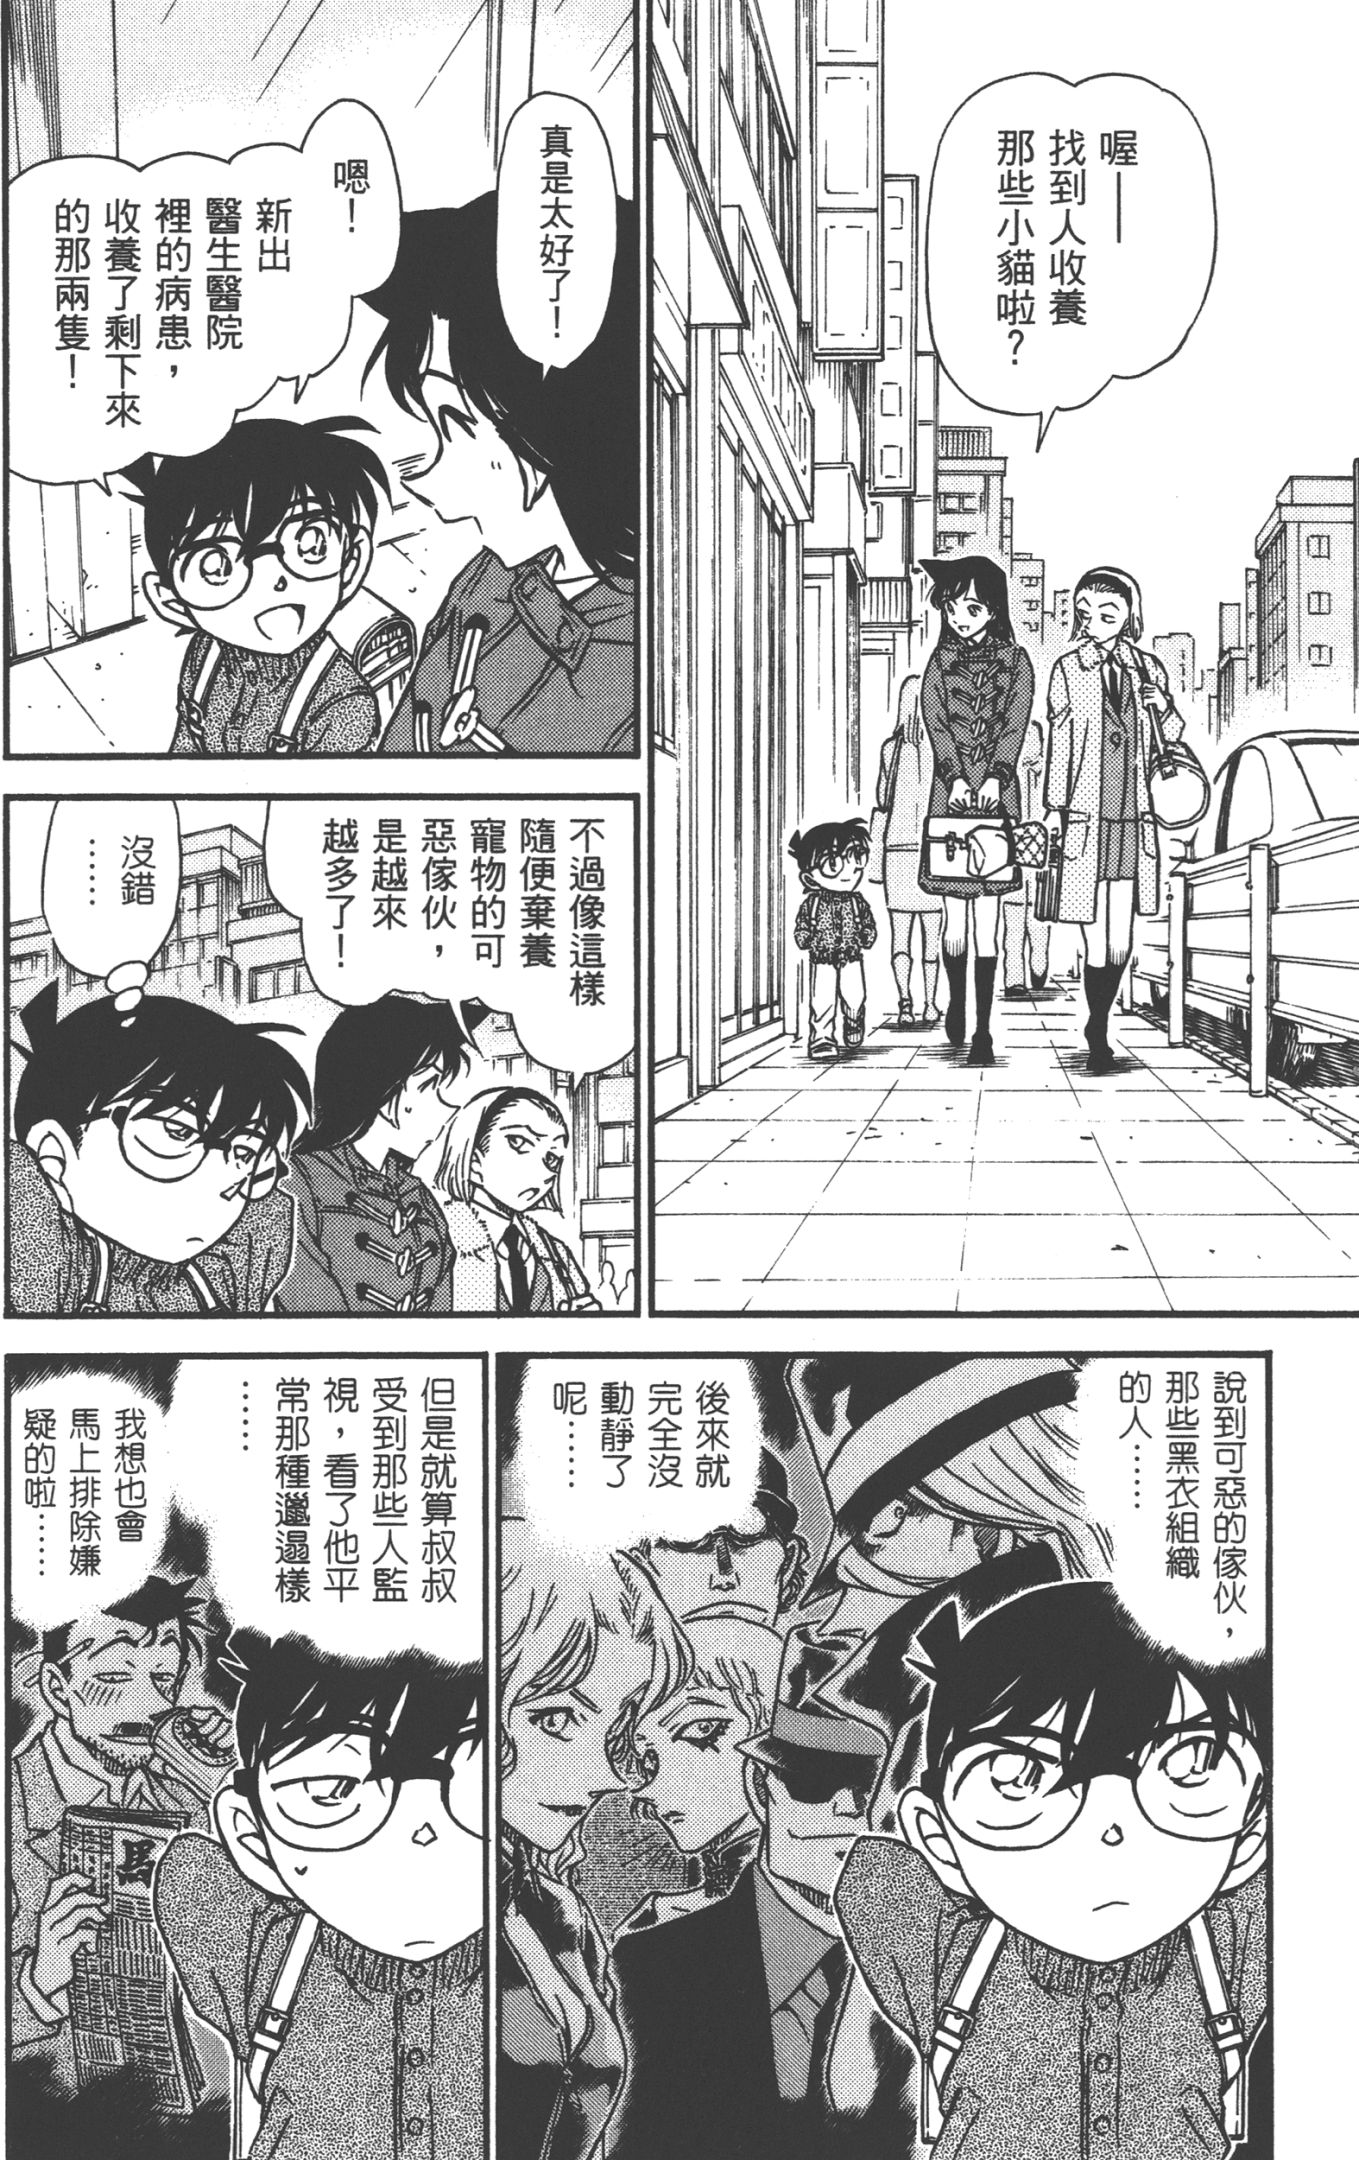 喔——
找到人收養
那些小貓啦？
真是太好了！
嗯！
新出
醫生醫院
裡的病患，
收養了剩下來
的那兩隻！
不過像這樣
隨便棄養
寵物的可
惡傢伙，
是越來
越多了！
沒錯
……
說到可惡的傢伙，
那些黑衣組織
的人……
後來就
完全沒
動靜了
呢……
但是就算叔叔
受到那些人監
視，看了他平
常那種邋遢樣
……
我想也會
馬上排除嫌
疑的啦……
馬